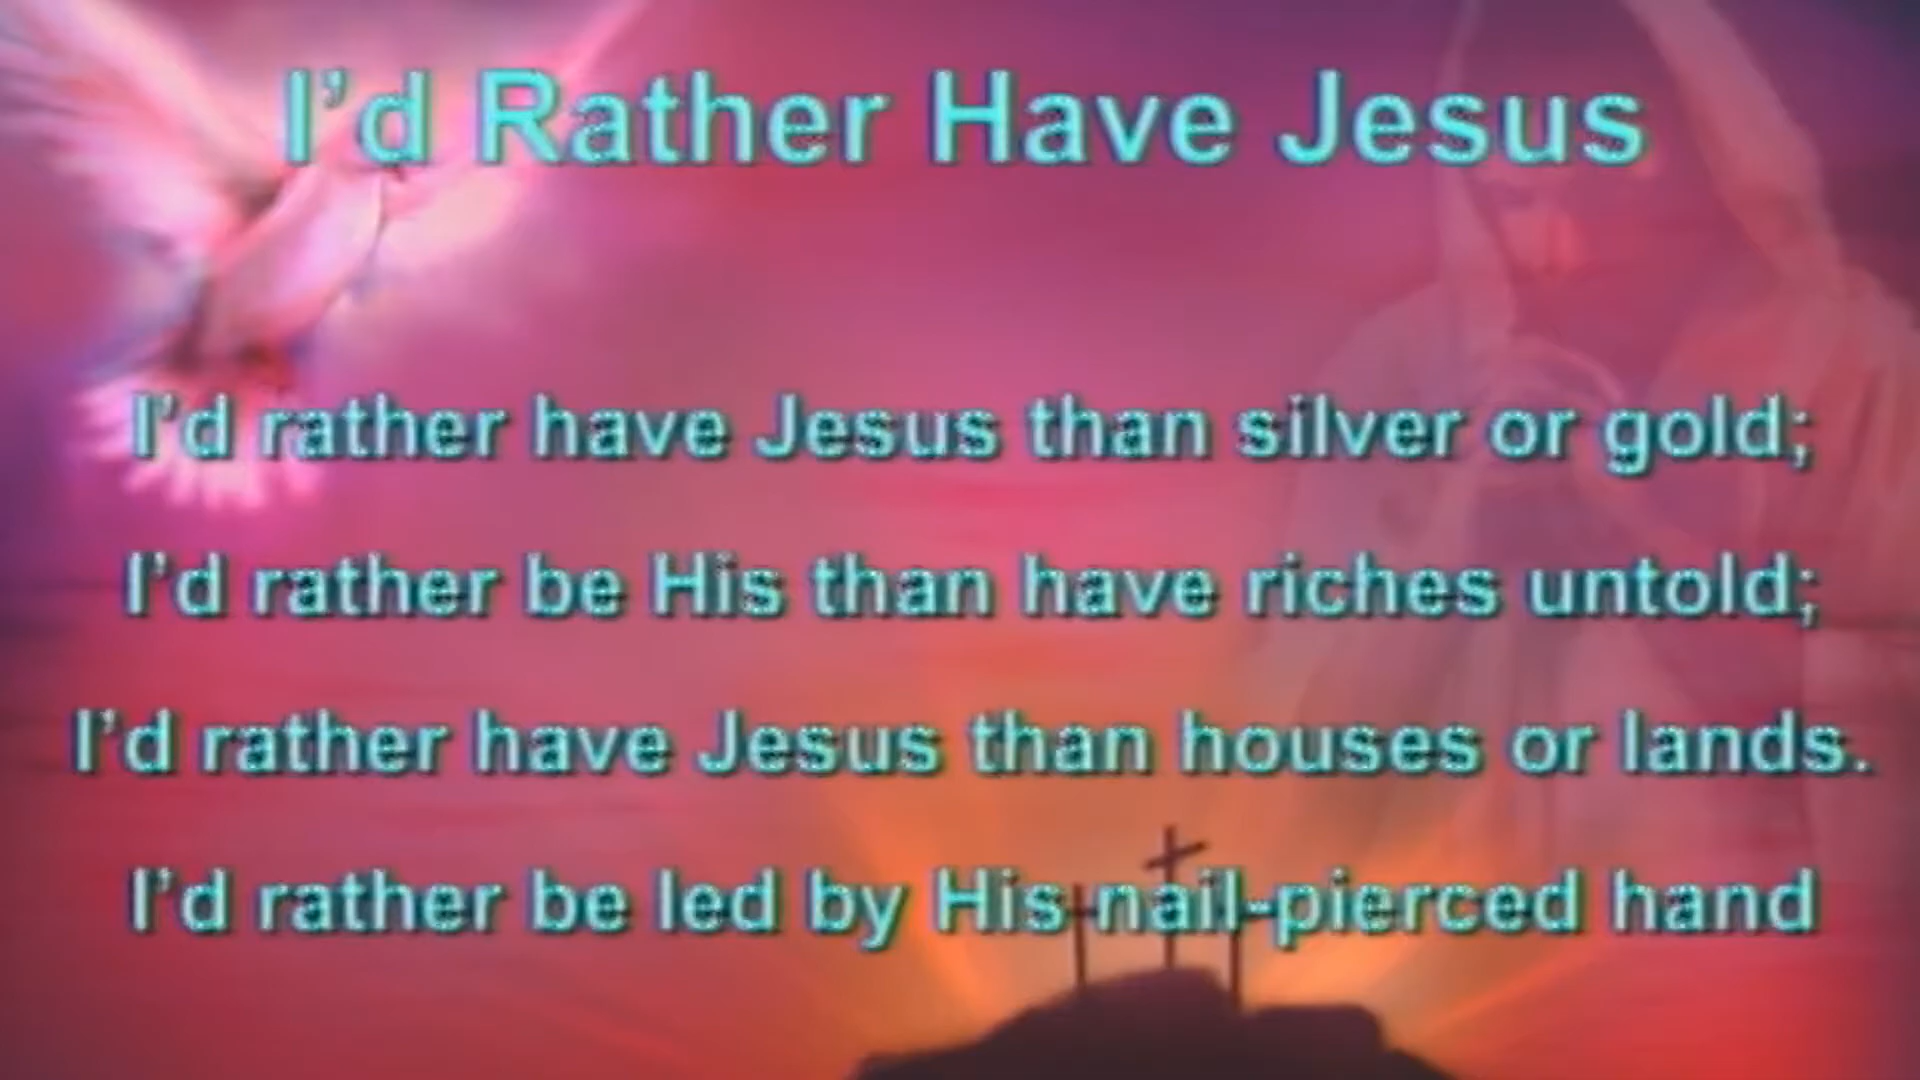 I’d Rather Have Jesus
I’d rather have Jesus than silver or gold;
I’d rather be His than have riches untold;
I’d rather have Jesus than houses or lands.
I’d rather be led by His nail-pierced hand